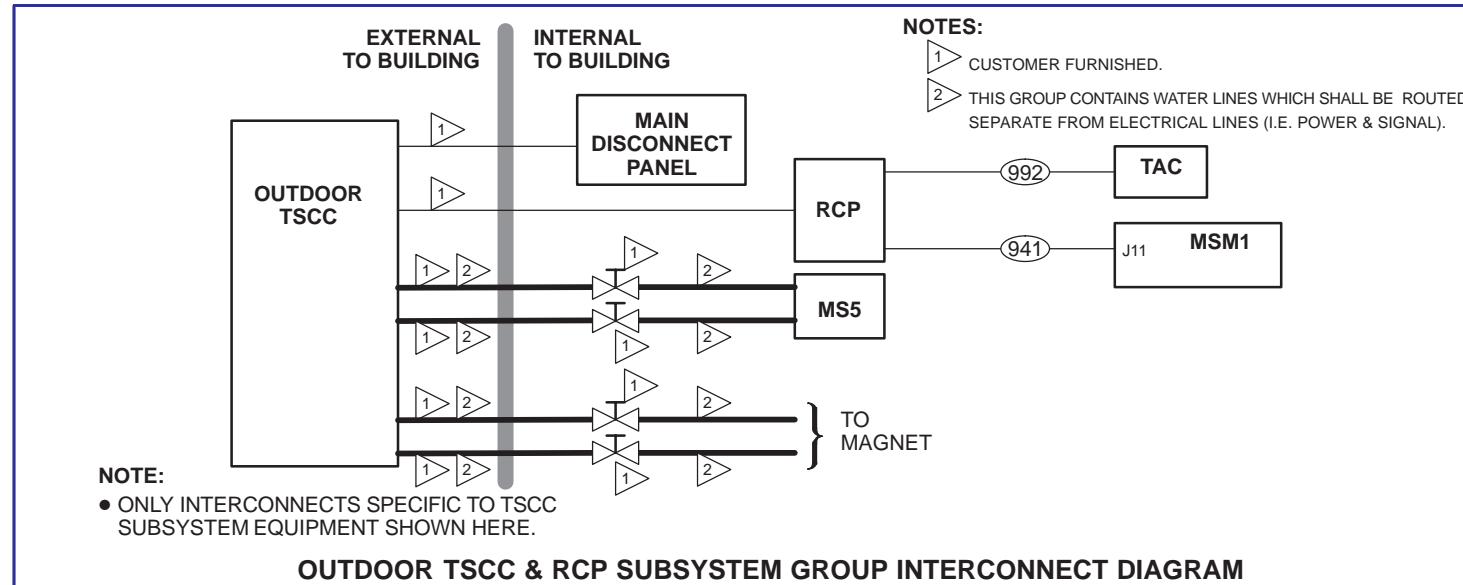 EXTERNAL
TO BUILDING
INTERNAL
TO BUILDING
NOTES:
1 CUSTOMER FURNISHED.
2 THIS GROUP CONTAINS WATER LINES WHICH SHALL BE ROUTED
SEPARATE FROM ELECTRICAL LINES (I.E. POWER & SIGNAL).
OUTDOOR
TSCC
1
MAIN
DISCONNECT
PANEL
1
RCP
992
TAC
941
J11 MSM1
1 2
1
2
MS5
1 2
1
2
1 2
1
2
TO
MAGNET
1 2
1
2
NOTE:
● ONLY INTERCONNECTS SPECIFIC TO TSCC
SUBSYSTEM EQUIPMENT SHOWN HERE.
OUTDOOR TSCC & RCP SUBSYSTEM GROUP INTERCONNECT DIAGRAM